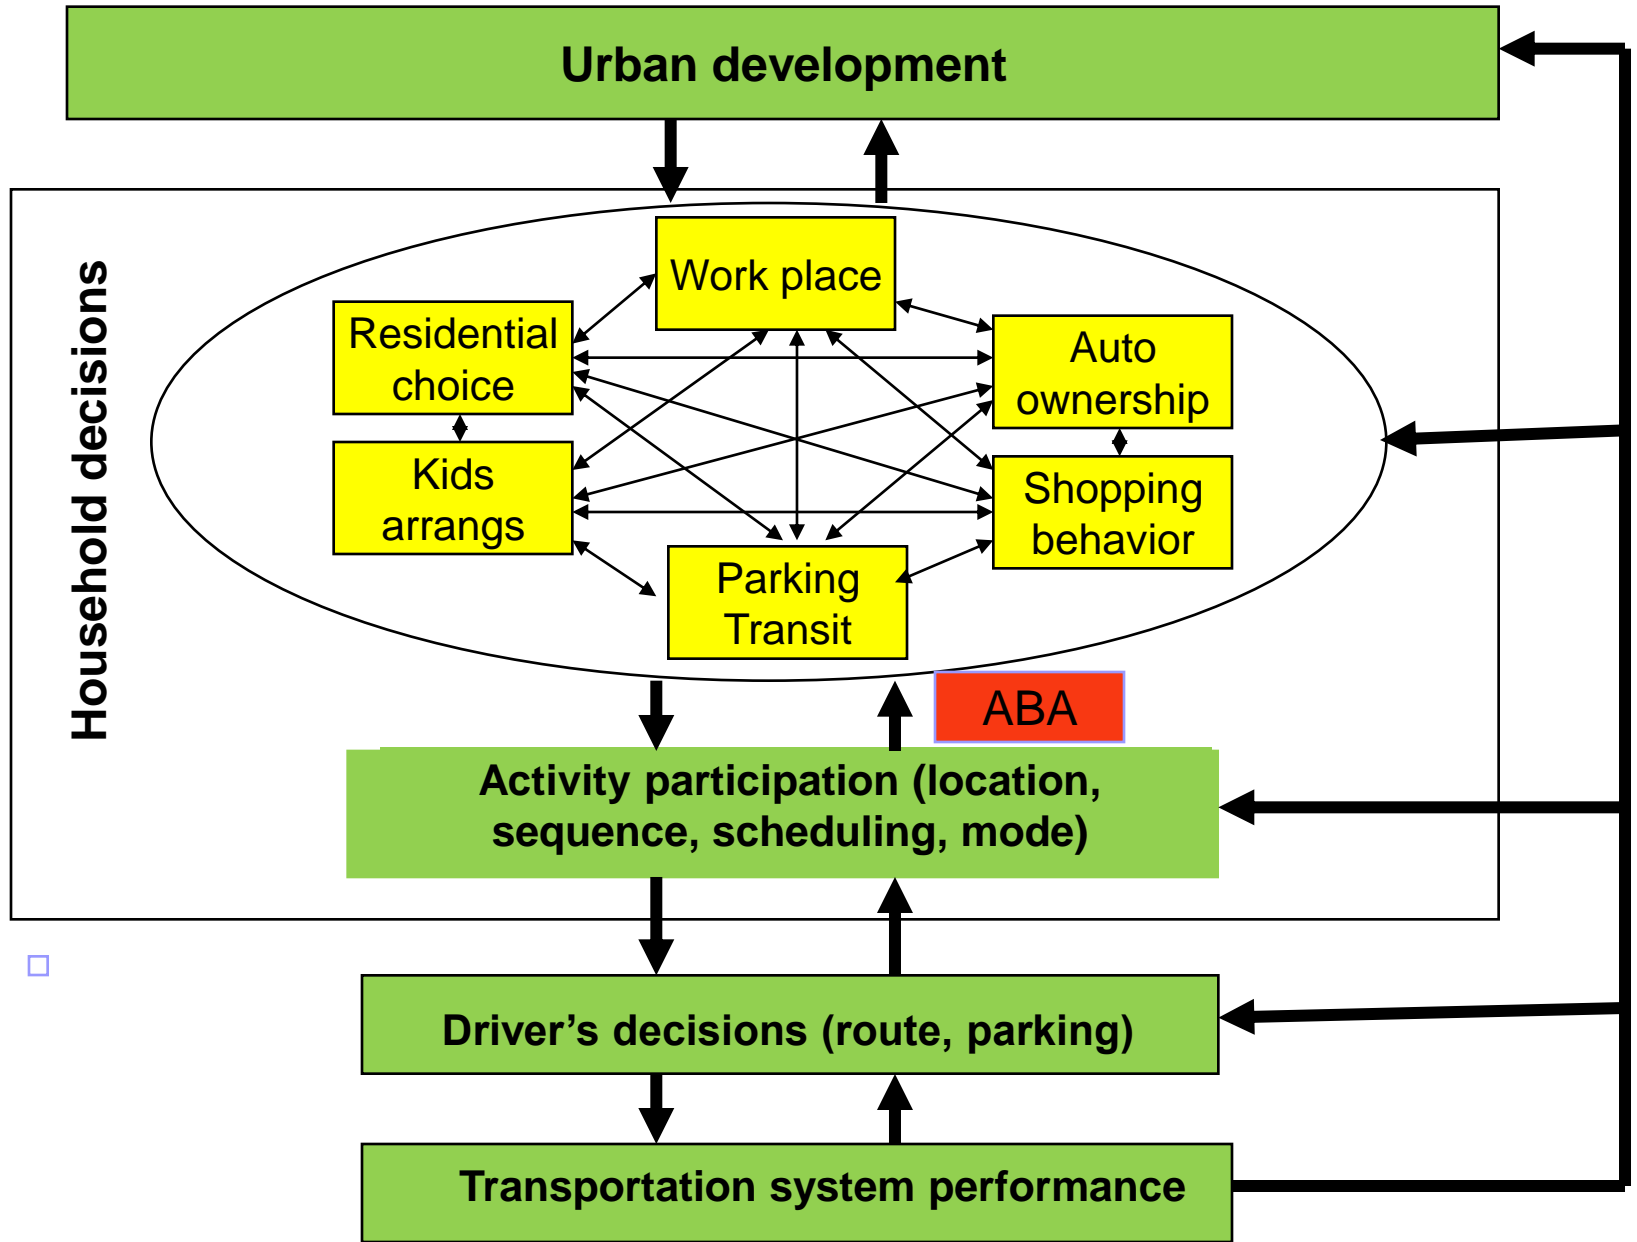 Urban development
Household decisions
Work place
Residential
choice
Auto
ownership
Kids
arrangs
Shopping
behavior
Parking
Transit
ABA
Activity participation (location,
sequence, scheduling, mode)
Driver’s decisions (route, parking)
Transportation system performance